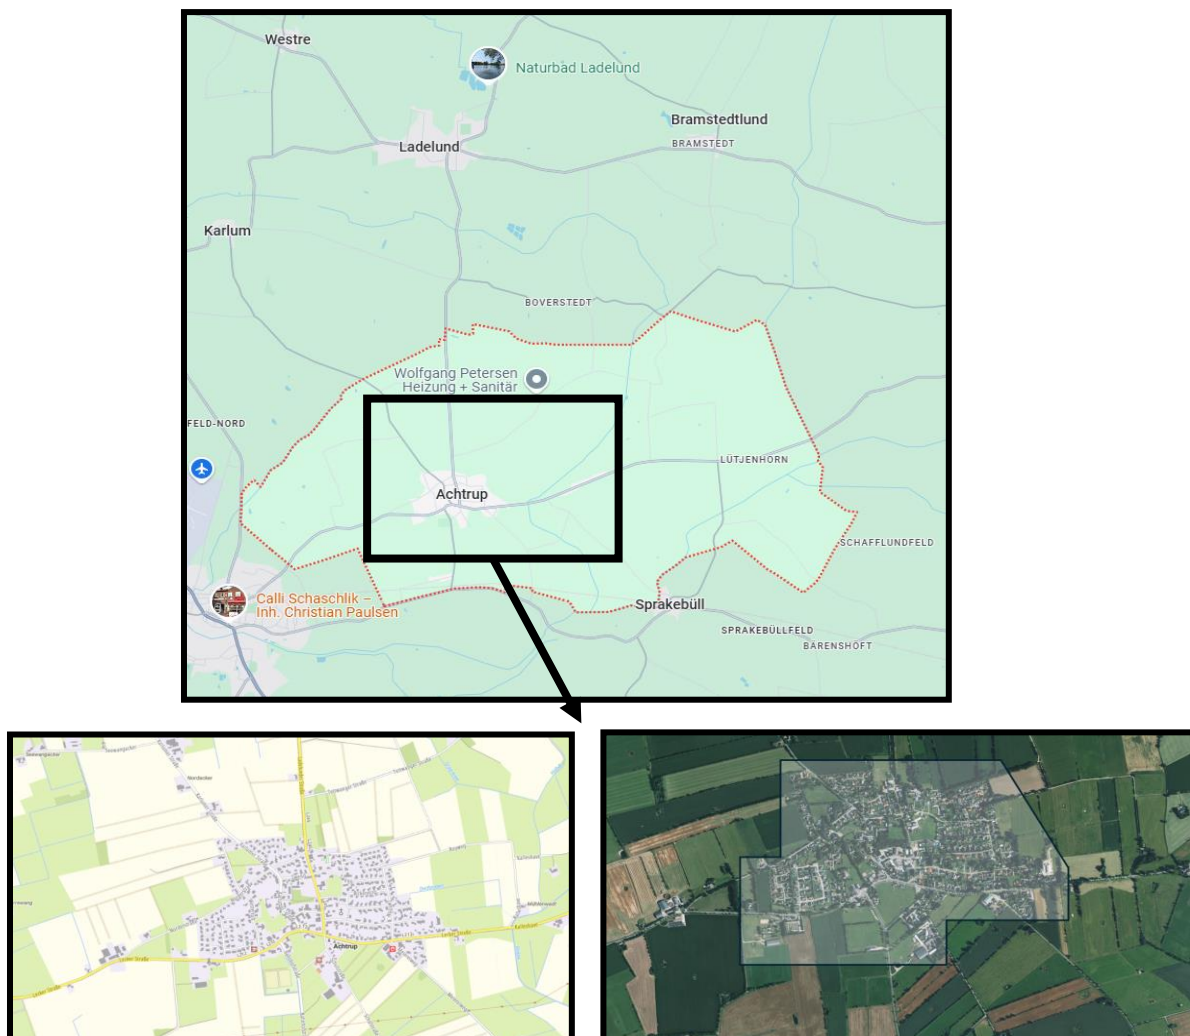 Westre
Naturbad Ladelund
Bramstedtlund
BRAMSTEDT
Ladelund
Karlum
BOVERSTEDT
Wolfgang Petersen
Heizung + Sanitär
FELD-NORD
LÜTJENHORN
Achtrup
SCHAFFLUNDFELD
Calli Schaschlik –
Inh. Christian Paulsen
Sprakebüll
SPRAKEBÜLLFELD
BÄRENSHÖFT
Achtrup